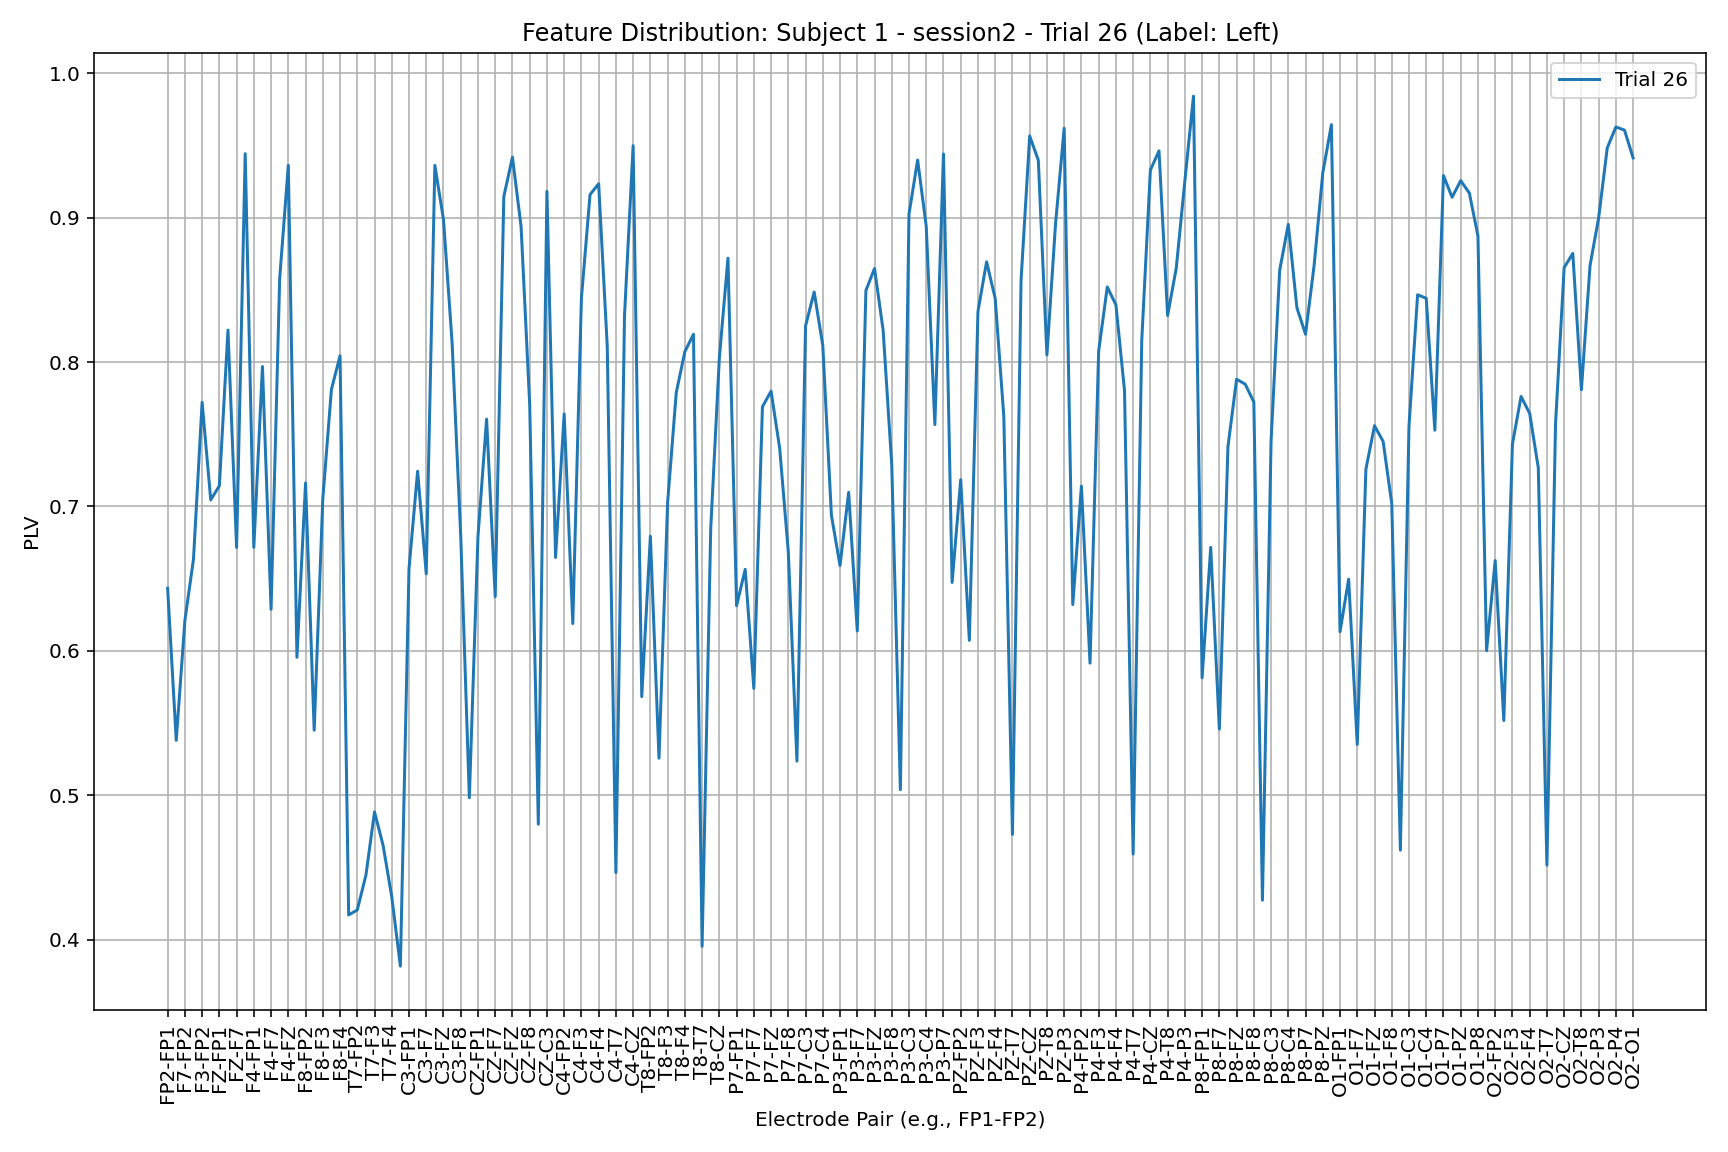 Feature Distribution: Subject 1 - session2 - Trial 26 (Label: Left)
Trial 26
1.0
0.9
0.8
0.7
0.6
0.5
0.4
PLV
FP2-FP1
F7-FP2
F3-FP2
FZ-FP1
FZ-F7
F4-FP1
F4-F7
F4-FZ
F8-FP2
F8-F3
F8-F4
T7-FP2
T7-F3
T7-F4
C3-FP1
C3-F7
C3-FZ
C3-F8
CZ-FP1
CZ-F7
CZ-FZ
CZ-F8
CZ-C3
C4-FP2
C4-F3
C4-F4
C4-T7
C4-CZ
T8-FP2
T8-F3
T8-F4
T8-T7
T8-CZ
P7-FP1
P7-F7
P7-FZ
P7-F8
P7-C3
P7-C4
P3-FP1
P3-F7
P3-FZ
P3-F8
P3-C3
P3-C4
P3-P7
PZ-FP2
PZ-F3
PZ-F4
PZ-T7
PZ-CZ
PZ-T8
PZ-P3
P4-FP2
P4-F3
P4-F4
P4-T7
P4-CZ
P4-T8
P4-P3
P8-FP1
P8-F7
P8-FZ
P8-F8
P8-C3
P8-C4
P8-P7
P8-PZ
O1-FP1
O1-F7
O1-FZ
O1-F8
O1-C3
O1-C4
O1-P7
O1-PZ
O1-P8
O2-FP2
O2-F3
O2-F4
O2-T7
O2-CZ
O2-T8
O2-P3
O2-P4
O2-O1
Electrode Pair (e.g., FP1-FP2)